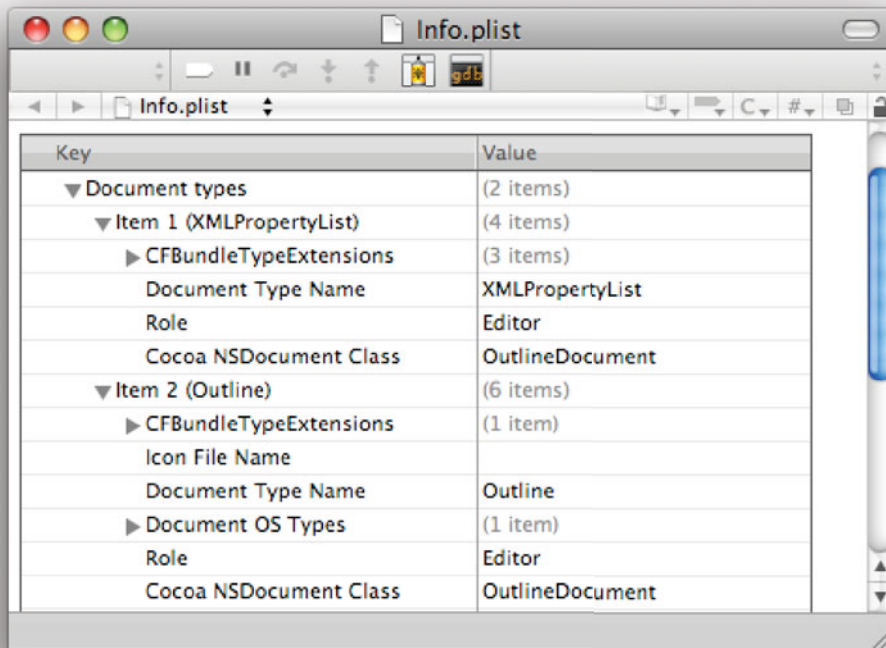 Info.plist
gdb
Info.plist
C #
Key Value
Document types (2 items)
Item 1 (XMLPropertyList) (4 items)
CFBundleTypeExtensions (3 items)
Document Type Name XMLPropertyList
Role Editor
Cocoa NSDocument Class OutlineDocument
Item 2 (Outline) (6 items)
CFBundleTypeExtensions (1 item)
Icon File Name
Document Type Name Outline
Document OS Types (1 item)
Role Editor
Cocoa NSDocument Class OutlineDocument